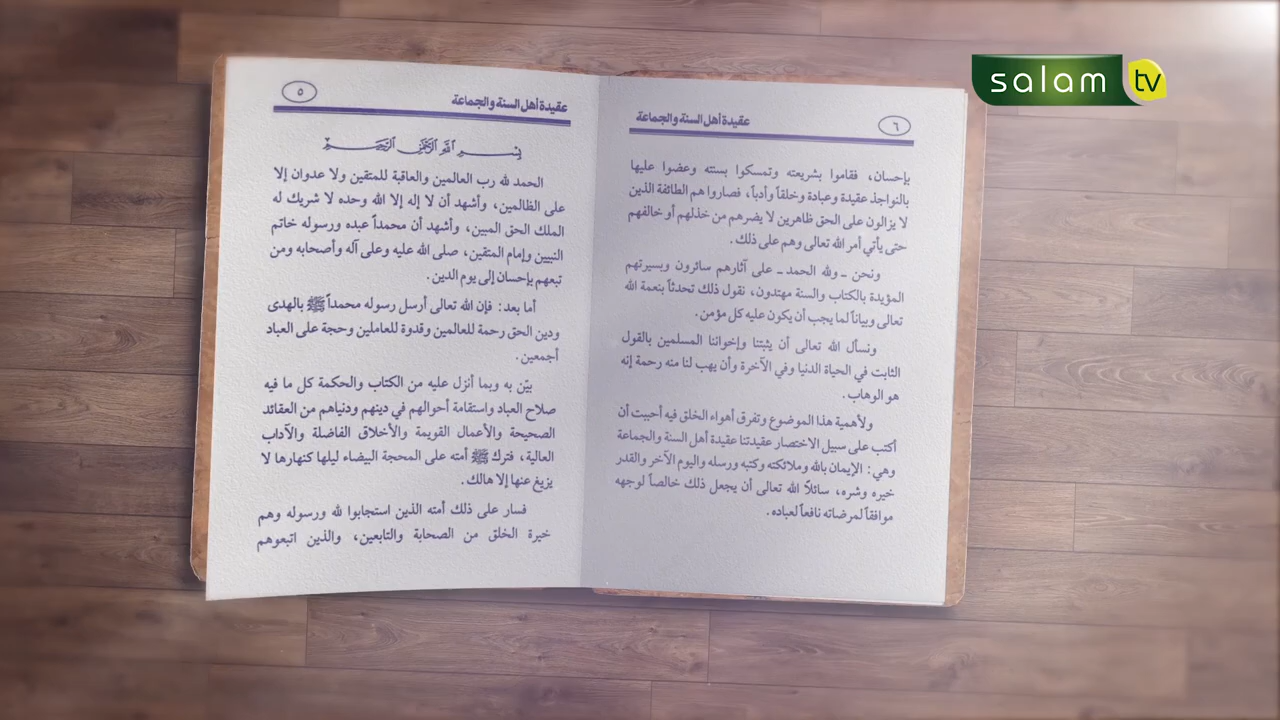 salam tv
٥
عقيدة أهل السنة والجماعة
بسم الله الرحمن الرحيم
الحمد لله رب العالمين والعاقبة للمتقين ولا عدوان إلا
على الظالمين، وأشهد أن لا إله إلا الله وحده لا شريك له
الملك الحق المبين، وأشهد أن محمداً عبده ورسوله خاتم
النبيين وإمام المتقين، صلى الله عليه وعلى آله وأصحابه ومن
تبعهم بإحسان إلى يوم الدين.
أما بعد: فإن الله تعالى أرسل رسوله محمداً ﷺ بالهدى
ودين الحق رحمة للعالمين وقدوة للعاملين وحجة على العباد
أجمعين.
بيّن به وبما أنزل عليه من الكتاب والحكمة كل ما فيه
صلاح العباد واستقامة أحوالهم في دينهم ودنياهم من العقائد
الصحيحة والأعمال القويمة والأخلاق الفاضلة والآداب
العالية، فترك ﷺ أمته على المحجة البيضاء ليلها كنهارها لا
يزيغ عنها إلا هالك.
فسار على ذلك أمته الذين استجابوا لله ورسوله وهم
خيرة الخلق من الصحابة والتابعين، والذين اتبعوهم
عقيدة أهل السنة والجماعة
٦
بإحسان، فقاموا بشريعته وتمسكوا بسنته وعضوا عليها
بالنواجذ عقيدة وعبادة وخلقاً وأدباً، فصاروا هم الطائفة الذين
لا يزالون على الحق ظاهرين لا يضرهم من خذلهم أو خالفهم
حتى يأتي أمر الله تعالى وهم على ذلك.
ونحن ـ ولله الحمد ـ على آثارهم سائرون وبسيرتهم
المؤيدة بالكتاب والسنة مهتدون، نقول ذلك تحدثاً بنعمة الله
تعالى وبياناً لما يجب أن يكون عليه كل مؤمن.
ونسأل الله تعالى أن يثبتنا وإخواننا المسلمين بالقول
الثابت في الحياة الدنيا وفي الآخرة وأن يهب لنا منه رحمة إنه
هو الوهاب.
ولأهمية هذا الموضوع وتفرق أهواء الخلق فيه أحببت أن
أكتب على سبيل الاختصار عقيدتنا عقيدة أهل السنة والجماعة
وهي: الإيمان بالله وملائكته وكتبه ورسله واليوم الآخر والقدر
خيره وشره، سائلاً الله تعالى أن يجعل ذلك خالصاً لوجهه
موافقاً لمرضاته نافعاً لعباده.